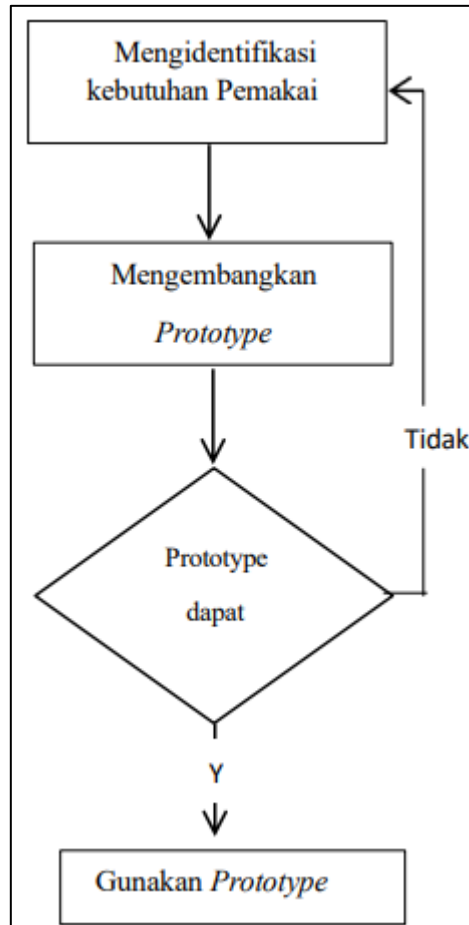 Mengidentifikasi
kebutuhan Pemakai
Mengembangkan
Prototype
Tidak
Prototype
dapat
Y
Gunakan Prototype